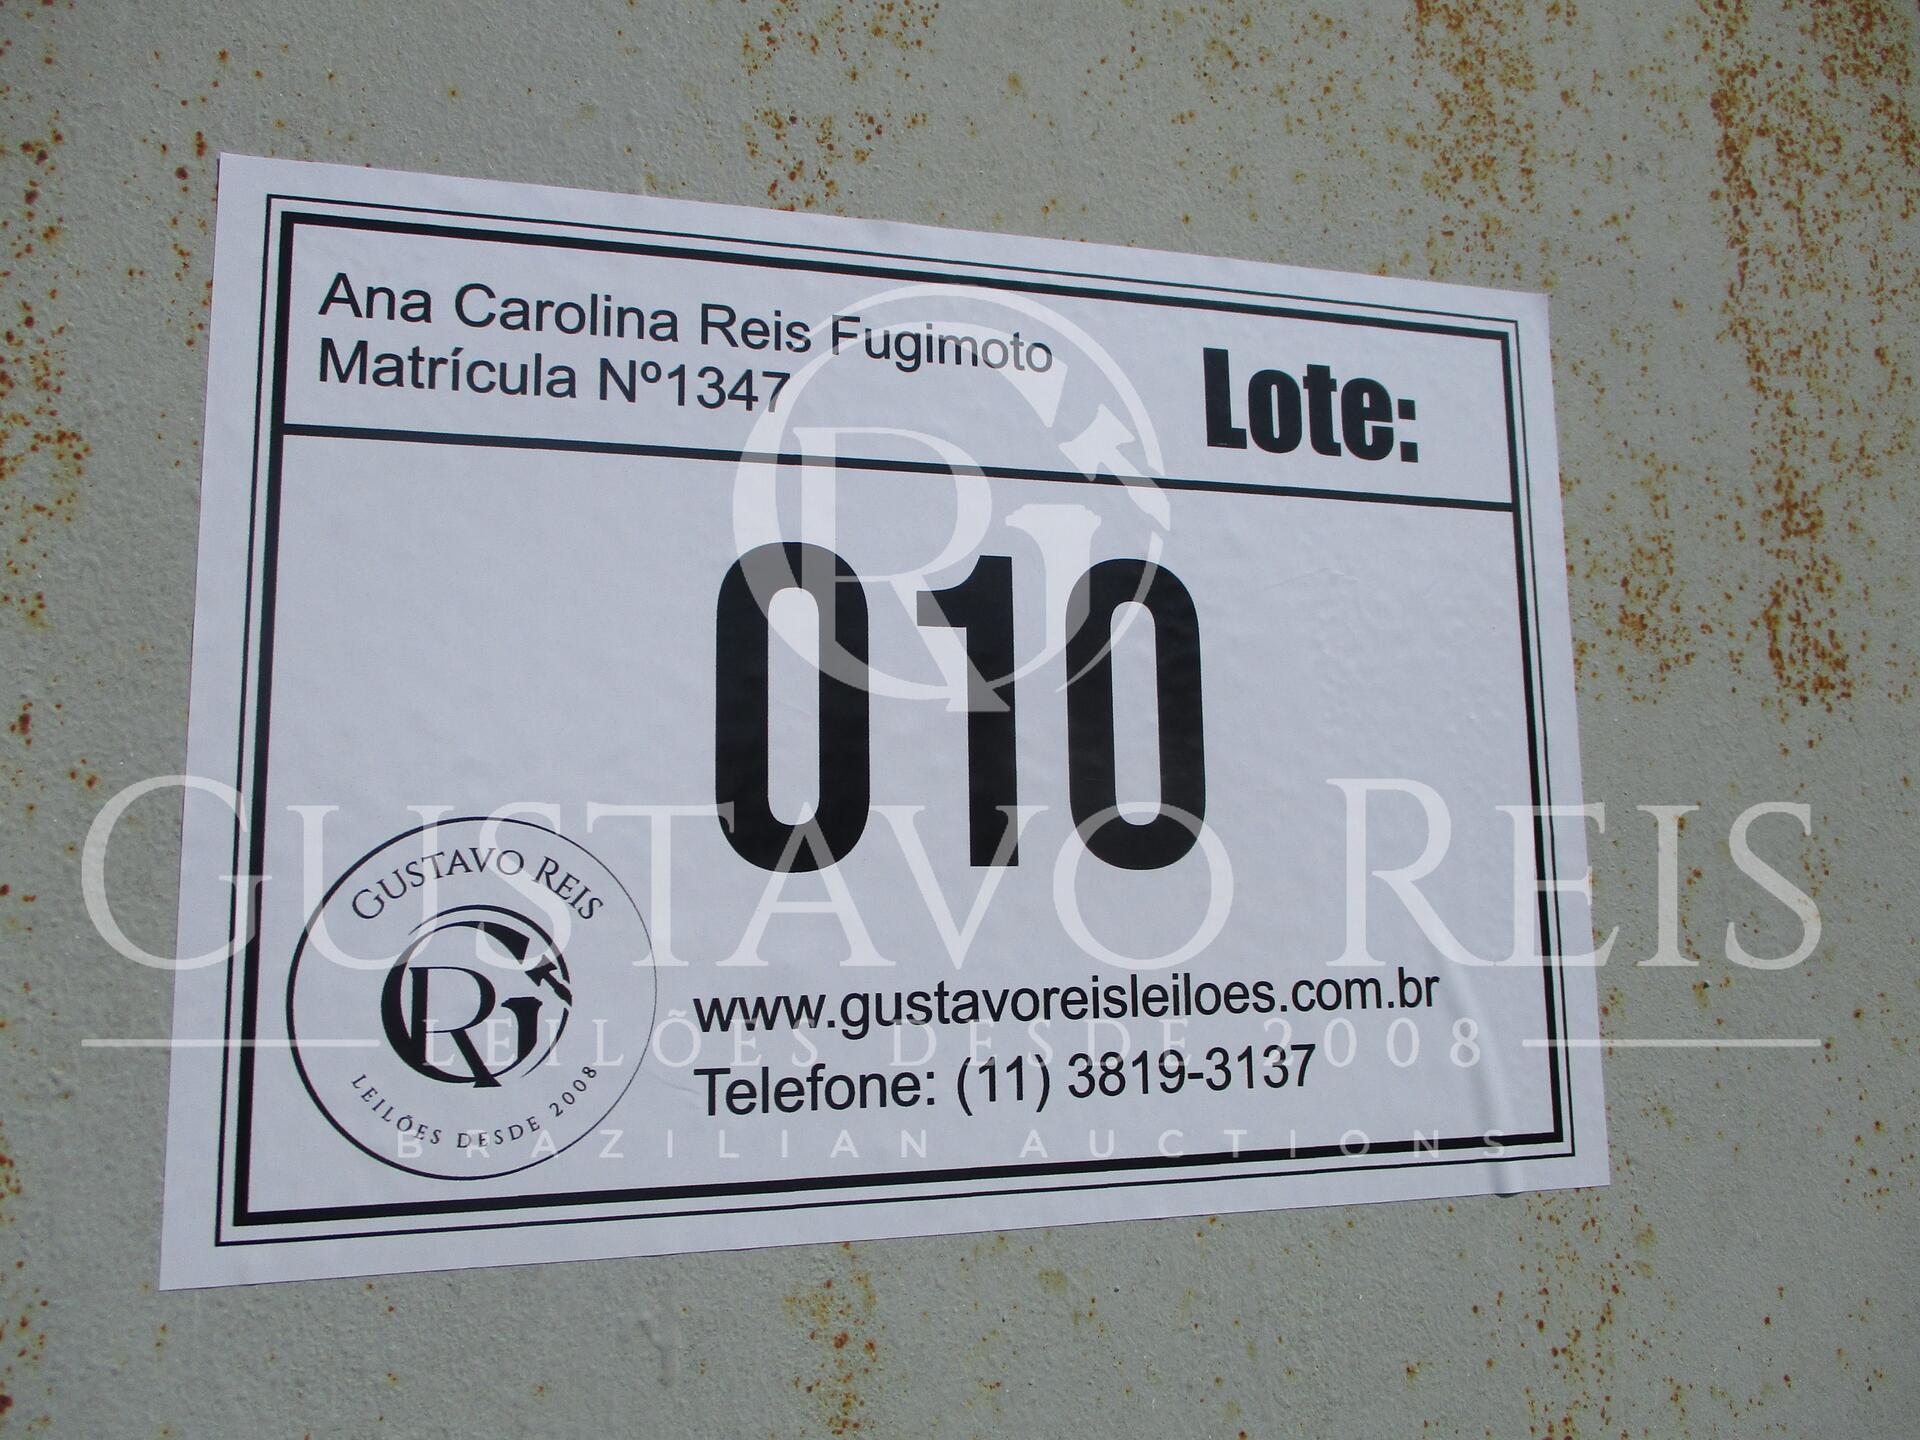 Ana Carolina Reis Fugimoto
Matrícula Nº1347
Lote:
010
GUSTAVO REIS
LEILÕES DESDE 2008
www.gustavoreisleiloes.com.br
Telefone: (11) 3819-3137
GUSTAVO REIS
LEILÕES DESDE 2008
BRAZILIAN AUCTIONS